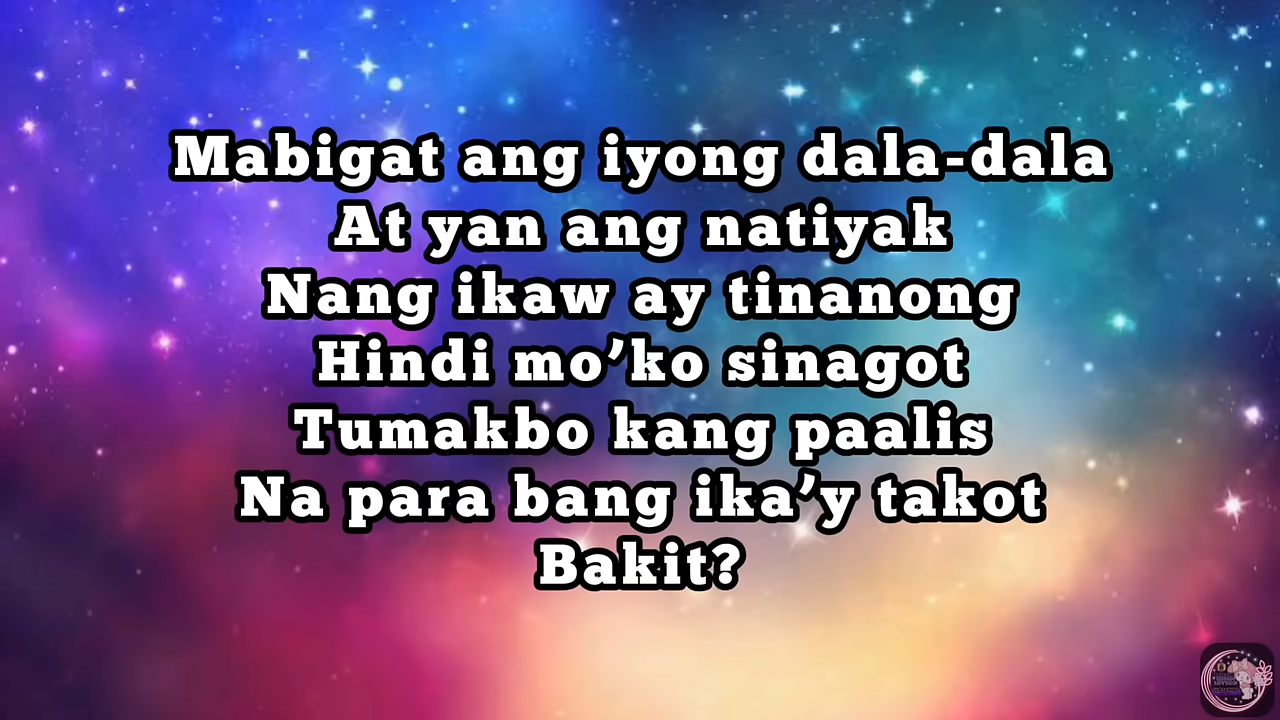 Mabigat ang iyong dala-dala
At yan ang natiyak
Nang ikaw ay tinanong
Hindi mo’ko sinagot
Tumakbo kang paalis
Na para bang ika’y takot
Bakit?